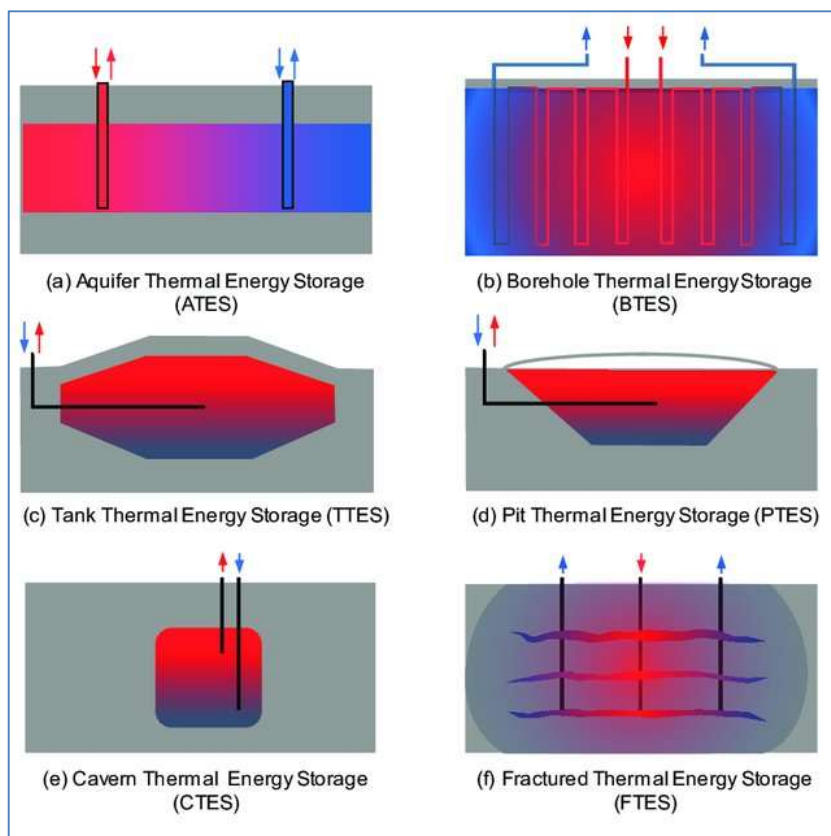 (a) Aquifer Thermal Energy Storage
(ATES)
(b) Borehole Thermal Energy Storage
(BTES)
(c) Tank Thermal Energy Storage (TTES)
(d) Pit Thermal Energy Storage (PTES)
(e) Cavern Thermal Energy Storage
(CTES)
(f) Fractured Thermal Energy Storage
(FTES)